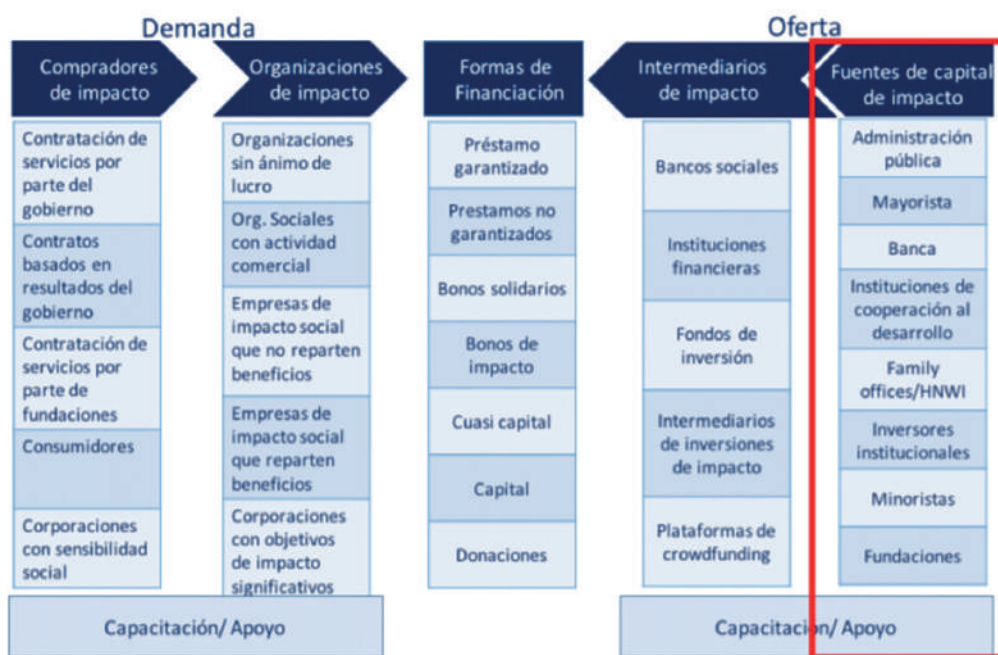 Demanda
Oferta
Compradores
de impacto
Organizaciones
de impacto
Formas de
Financiación
Intermediarios
de impacto
Fuentes de capital
de impacto
Contratación de
servicios por
parte del
gobierno
Contratos
basados en
resultados del
gobierno
Contratación de
servicios por
parte de
fundaciones
Consumidores
Corporaciones
con sensibilidad
social
Organizaciones
sin ánimo de
lucro
Org. Sociales
con actividad
comercial
Empresas de
impacto social
que no reparten
beneficios
Empresas de
impacto social
que reparten
beneficios
Corporaciones
con objetivos
de impacto
significativos
Préstamo
garantizado
Prestamos no
garantizados
Bonos solidarios
Bonos de
impacto
Cuasi capital
Capital
Donaciones
Bancos sociales
Instituciones
financieras
Fondos de
inversión
Intermediarios
de inversiones
de impacto
Plataformas de
crowdfunding
Administración
pública
Mayorista
Banca
Instituciones de
cooperación al
desarrollo
Family
offices/HNWI
Inversores
institucionales
Minoristas
Fundaciones
Capacitación/ Apoyo
Capacitación/ Apoyo